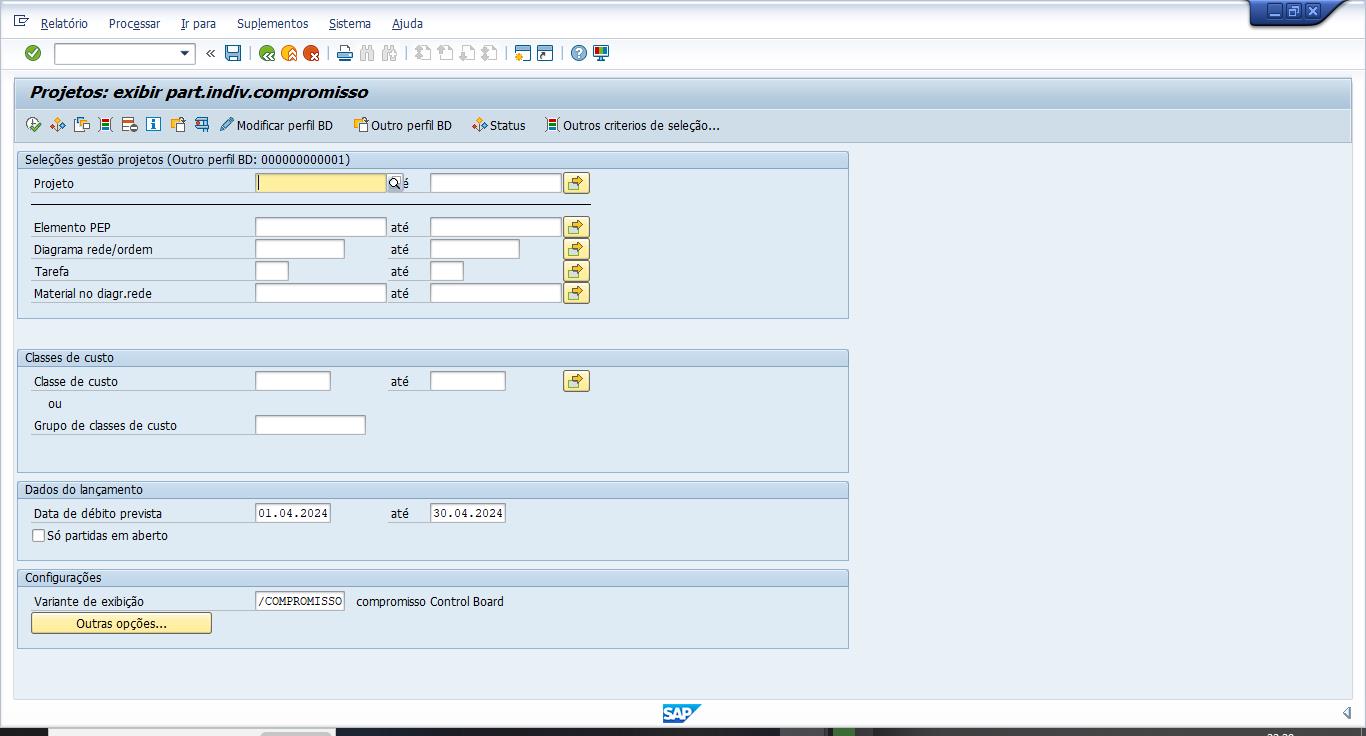 Relatório Processar Ir para Suplementos Sistema Ajuda
Projetos: exibir part.indiv.compromisso
Modificar perfil BD Outro perfil BD Status Outros criterios de seleção...
Seleções gestão projetos (Outro perfil BD: 000000000001)
Projeto
Elemento PEP até
Diagrama rede/ordem até
Tarefa até
Material no diagr.rede até
Classes de custo
Classe de custo até
ou
Grupo de classes de custo
Dados do lançamento
Data de débito prevista 01.04.2024 até 30.04.2024
Só partidas em aberto
Configurações
Variante de exibição /COMPROMISSO compromisso Control Board
Outras opções...
SAP